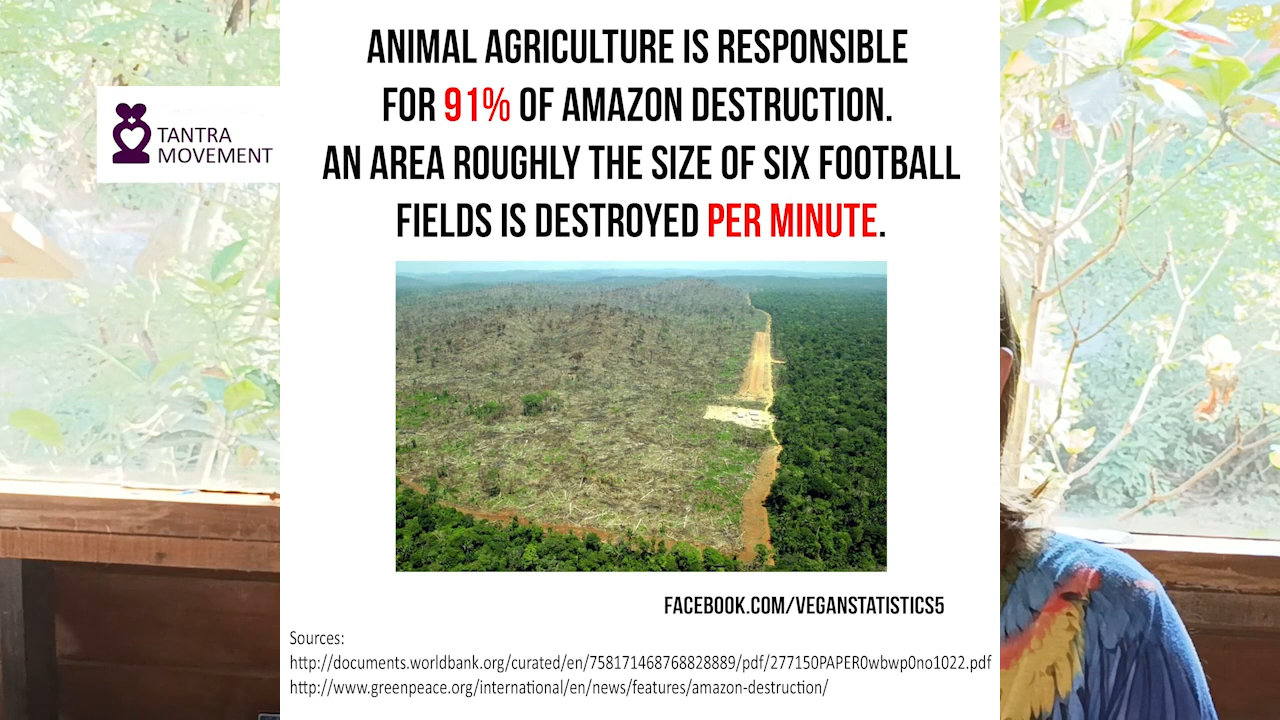 ANIMAL AGRICULTURE IS RESPONSIBLE
FOR 91% OF AMAZON DESTRUCTION.
AN AREA ROUGHLY THE SIZE OF SIX FOOTBALL
FIELDS IS DESTROYED PER MINUTE.
TANTRA
MOVEMENT
FACEBOOK.COM/VEGANSTATISTICS5
Sources:
http://documents.worldbank.org/curated/en/758171468768828889/pdf/277150PAPER0wbwp0no1022.pdf
http://www.greenpeace.org/international/en/news/features/amazon-destruction/